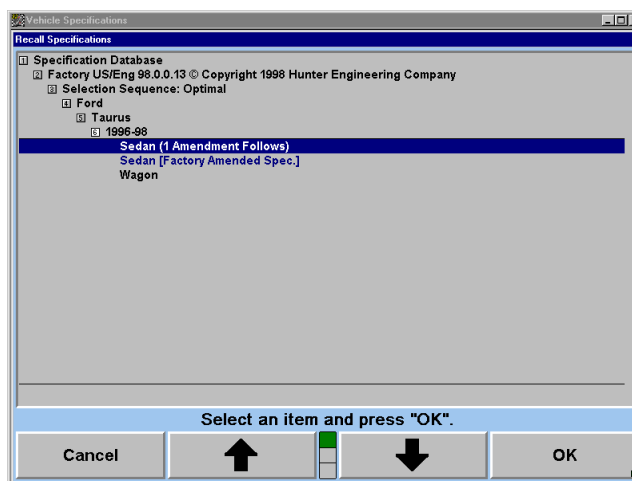 Vehicle Specifications
Recall Specifications
1 Specification Database
2 Factory US/Eng 98.0.0.13 © Copyright 1998 Hunter Engineering Company
3 Selection Sequence: Optimal
4 Ford
5 Taurus
6 1996-98
Sedan (1 Amendment Follows)
Sedan [Factory Amended Spec.]
Wagon
Select an item and press "OK".
Cancel
OK